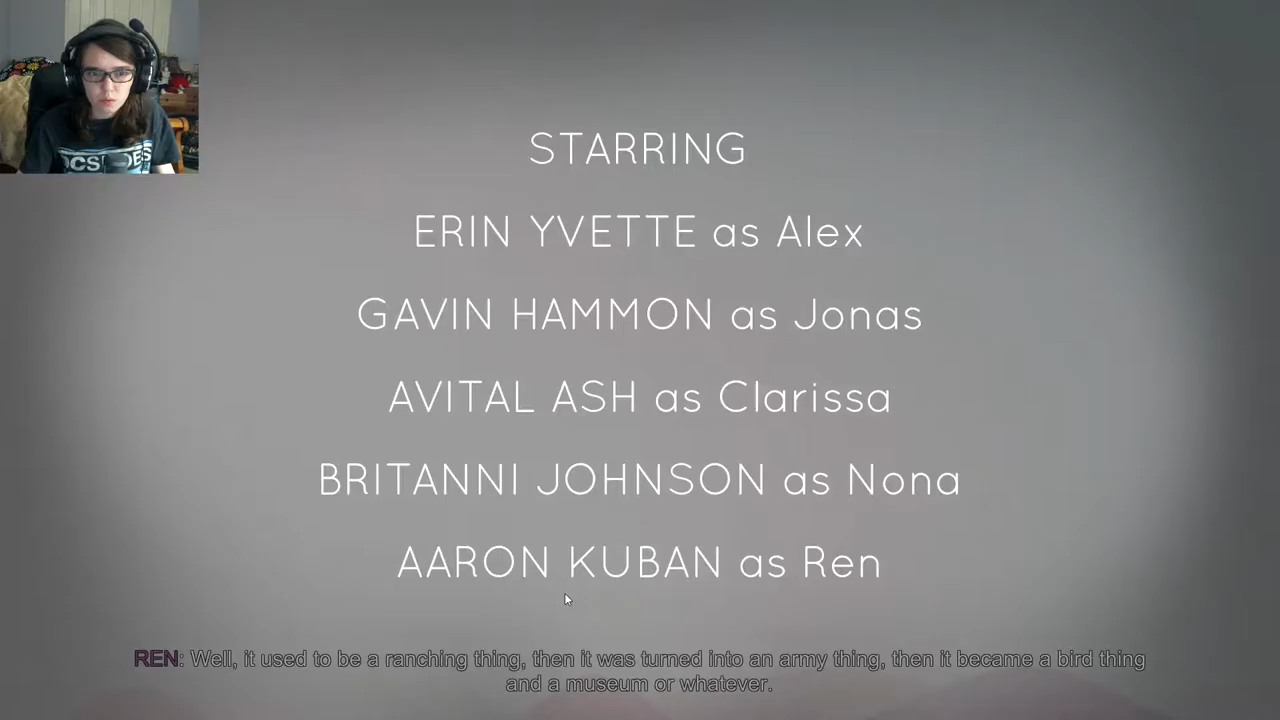 STARRING
ERIN YVETTE as Alex
GAVIN HAMMON as Jonas
AVITAL ASH as Clarissa
BRITANNI JOHNSON as Nona
AARON KUBAN as Ren
REN: Well, it used to be a ranching thing, then it was turned into an army thing, then it became a bird thing
and a museum or whatever.